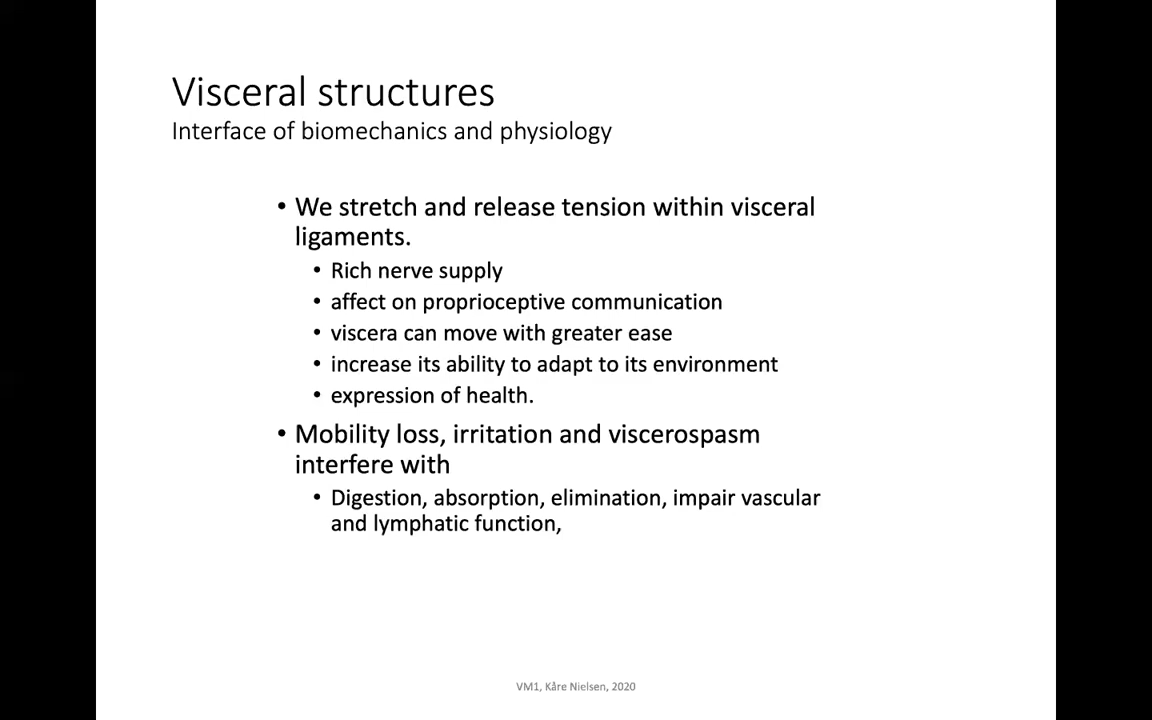 Visceral structures
Interface of biomechanics and physiology
• We stretch and release tension within visceral
ligaments.
• Rich nerve supply
• affect on proprioceptive communication
• viscera can move with greater ease
• increase its ability to adapt to its environment
• expression of health.
• Mobility loss, irritation and viscerospasm
interfere with
• Digestion, absorption, elimination, impair vascular
and lymphatic function,
VM1, Kåre Nielsen, 2020